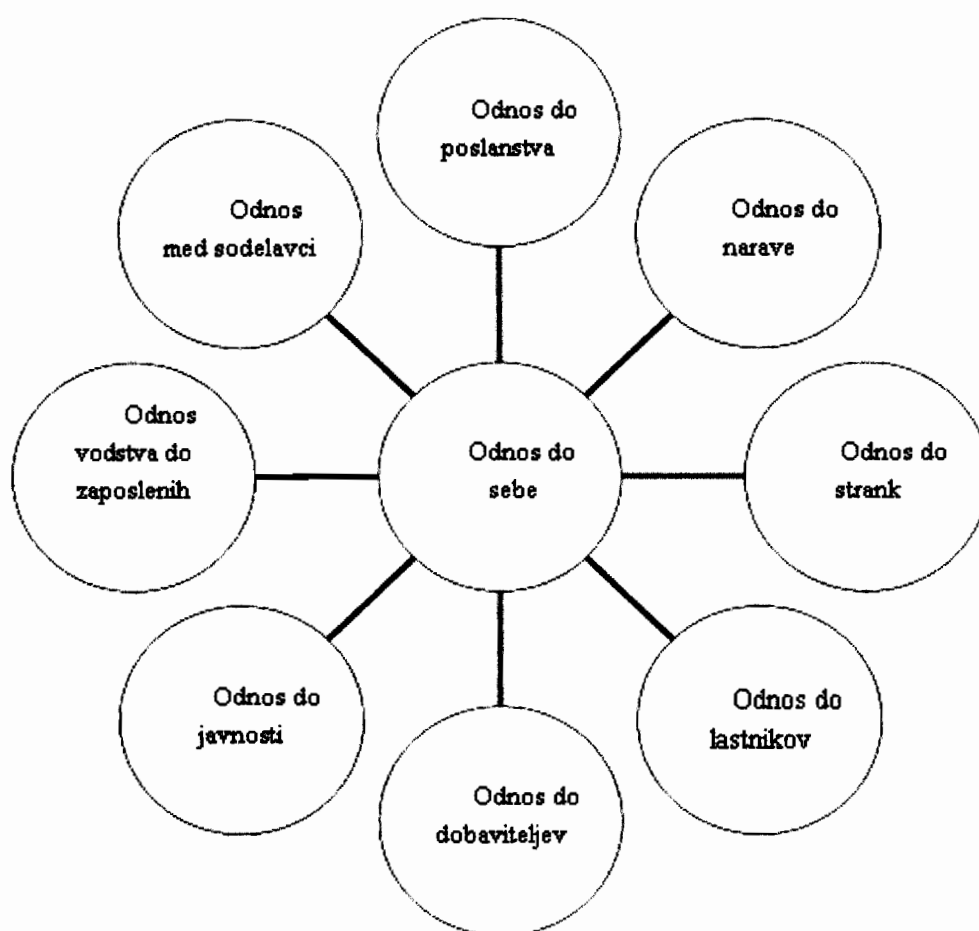 Odnos do
poslanstva
Odnos
med sodelavci
Odnos do
narave
Odnos
vodstva do
zaposlenih
Odnos do
sebe
Odnos do
strank
Odnos do
javnosti
Odnos do
lastnikov
Odnos do
dobaviteljev